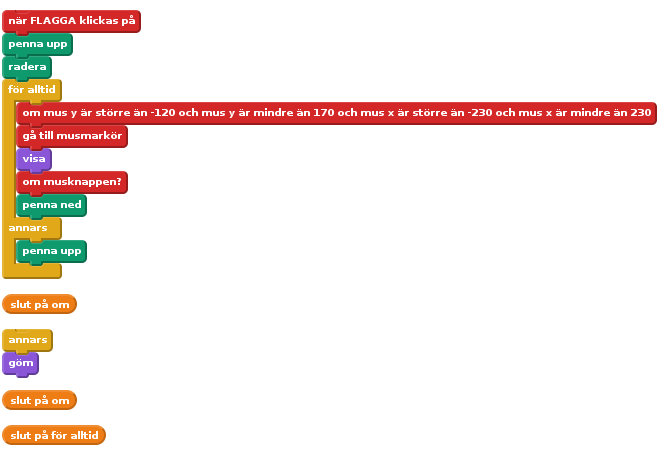 när FLAGGA klickas på
penna upp
radera
för alltid
om mus y är större än -120 och mus y är mindre än 170 och mus x är större än -230 och mus x är mindre än 230
gå till musmarkör
visa
om musknappen?
penna ned
annars
penna upp
slut på om
annars
göm
slut på om
slut på för alltid